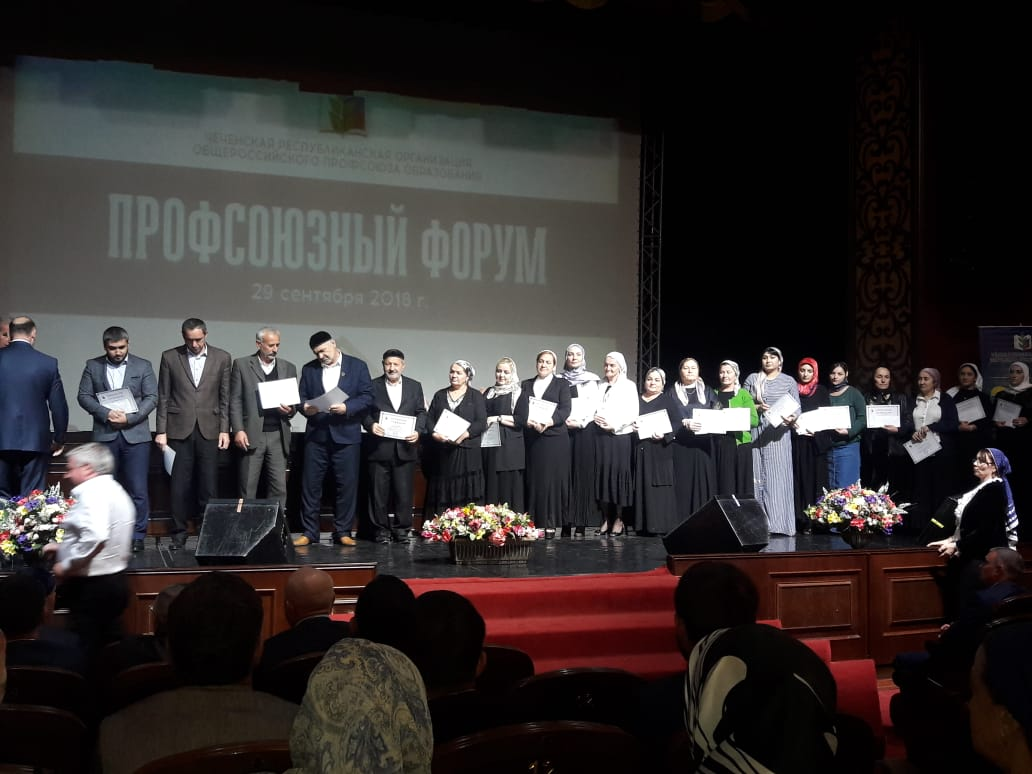 ЧЕЧЕНСКАЯ РЕСПУБЛИКАНСКАЯ ОРГАНИЗАЦИЯ
ОБЩЕРОССИЙСКОГО ПРОФСОЮЗА ОБРАЗОВАНИЯ
ПРОФСОЮЗНЫЙ ФОРУМ
29 сентября 2018 г.